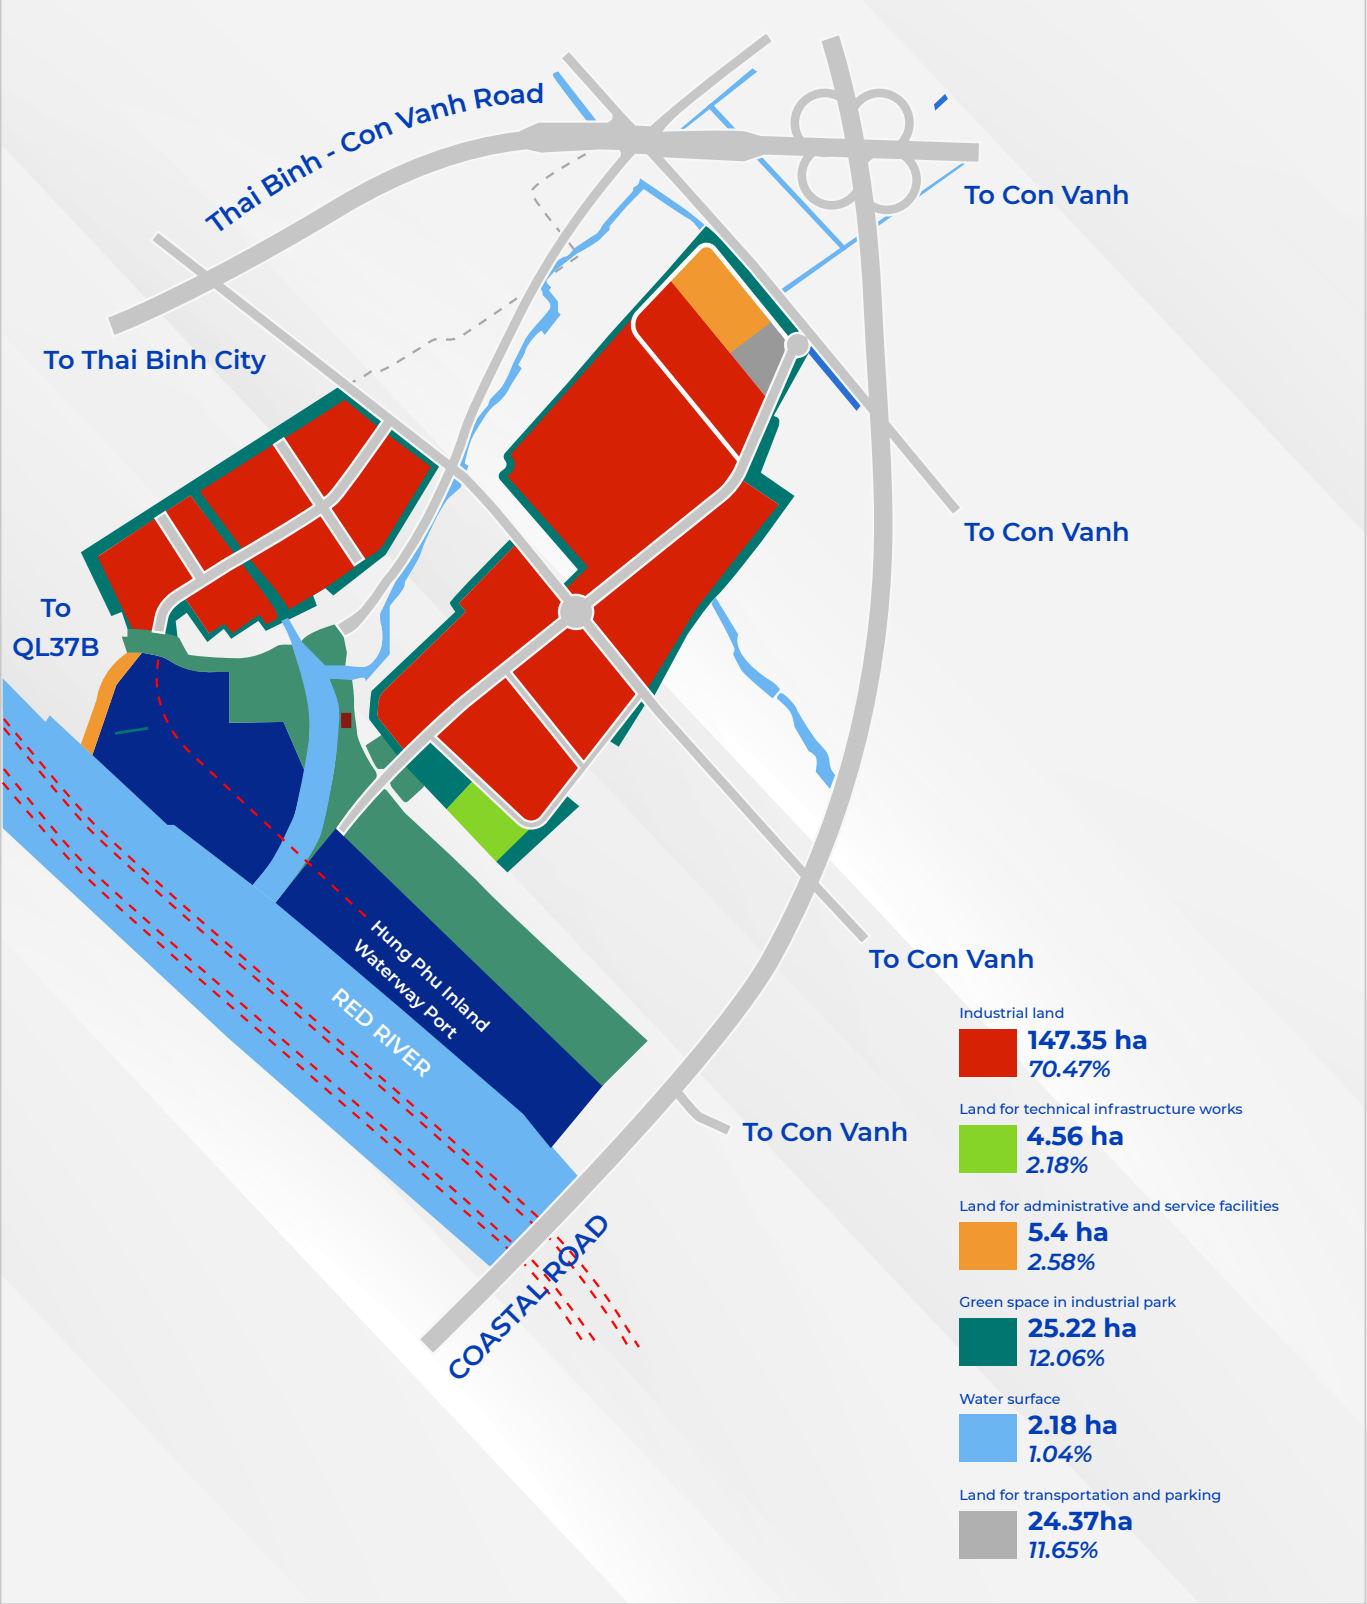 Thai Binh - Con Vanh Road
To Con Vanh
To Thai Binh City
To Con Vanh
To
QL37B
Hung Phu Inland
Waterway Port
RED RIVER
To Con Vanh
To Con Vanh
COASTAL ROAD
Industrial land
147.35 ha
70.47%
Land for technical infrastructure works
4.56 ha
2.18%
Land for administrative and service facilities
5.4 ha
2.58%
Green space in industrial park
25.22 ha
12.06%
Water surface
2.18 ha
1.04%
Land for transportation and parking
24.37ha
11.65%